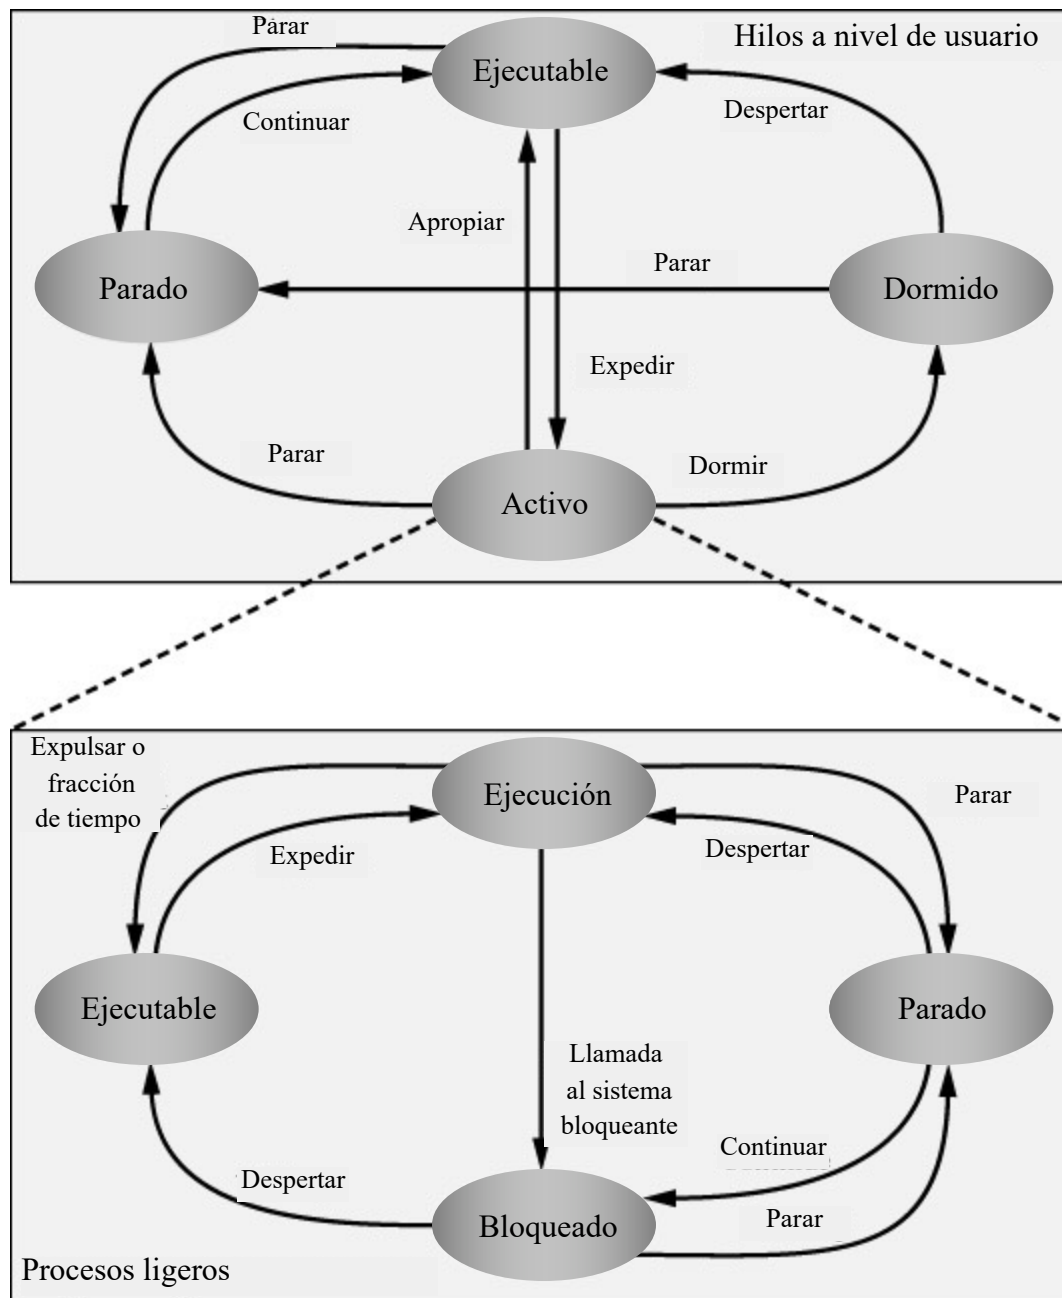 Parar
Hilos a nivel de usuario
Ejecutable
Continuar
Despertar
Apropiar
Parar
Parado
Dormido
Expedir
Parar
Dormir
Activo
Expulsar o
fracción
de tiempo
Ejecución
Parar
Expedir
Despertar
Ejecutable
Parado
Llamada
al sistema
bloqueante
Continuar
Despertar
Parar
Bloqueado
Procesos ligeros